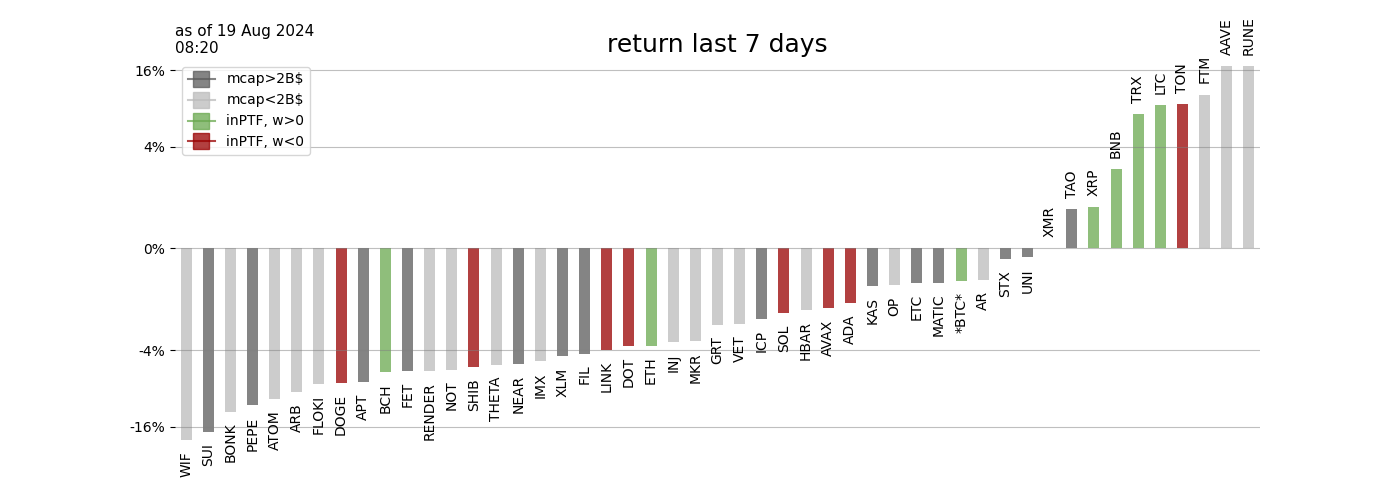 as of 19 Aug 2024
08:20
return last 7 days
mcap>2B$
mcap<2B$
inPTF, w>0
inPTF, w<0
16%
4%
0%
-4%
-16%
WIF
SUI
BONK
PEPE
ATOM
ARB
FLOKI
DOGE
APT
BCH
FET
RENDER
NOT
SHIB
THETA
NEAR
IMX
XLM
FIL
LINK
DOT
ETH
INJ
MKR
GRT
VET
ICP
SOL
HBAR
AVAX
ADA
KAS
OP
ETC
MATIC
*BTC*
AR
STX
UNI
XMR
TAO
XRP
BNB
TRX
LTC
TON
FTM
AAVE
RUNE